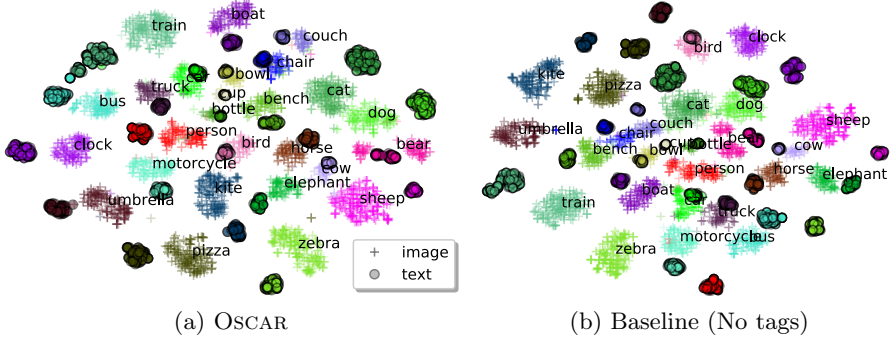 boat
train
couch
chair
car
bowl
truck
cup
bus
bottle
bench
cat
dog
person
clock
bird
horse
bear
motorcycle
cow
elephant
umbrella
kite
sheep
pizza
zebra
image
text
(a) OSCAR
clock
bird
kite
pizza
cat
dog
umbrella
couch
chair
sheep
bench
bowl
cup
bottle
bear
cow
person
horse
elephant
boat
car
train
truck
zebra
motorcycle
bus
(b) Baseline (No tags)